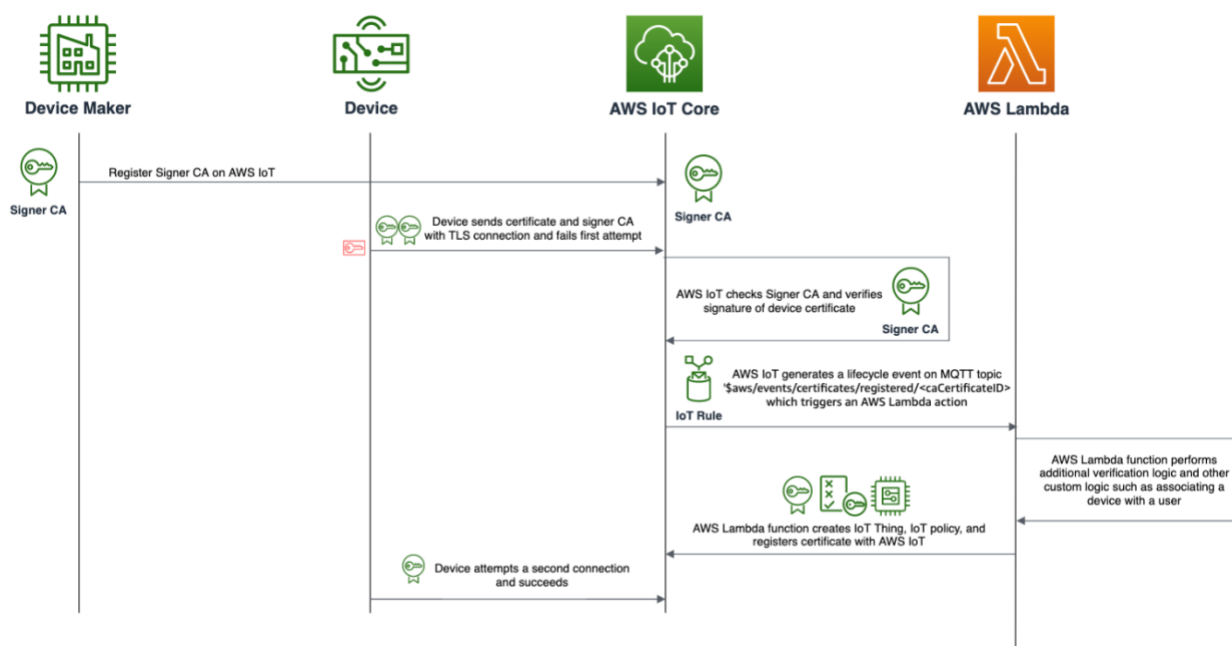 Device Maker
Device
AWS IoT Core
AWS Lambda
Signer CA
Register Signer CA on AWS IoT
Signer CA
Device sends certificate and signer CA
with TLS connection and fails first attempt
AWS IoT checks Signer CA and verifies
signature of device certificate
Signer CA
IoT Rule
AWS IoT generates a lifecycle event on MQTT topic
'$aws/events/certificates/registered/<caCertificateID>
which triggers an AWS Lambda action
AWS Lambda function performs
additional verification logic and other
custom logic such as associating a
device with a user
AWS Lambda function creates IoT Thing, IoT policy, and
registers certificate with AWS IoT
Device attempts a second connection
and succeeds